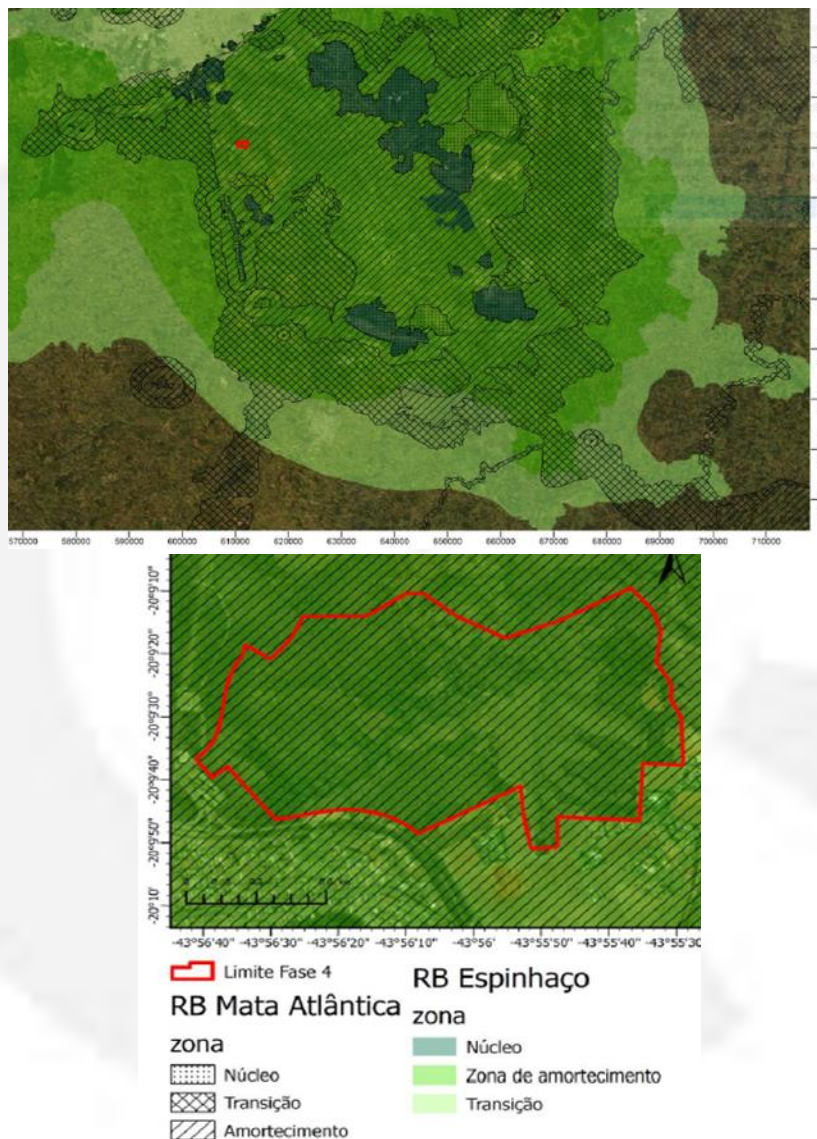 570000 580000 590000 600000 610000 620000 630000 640000 650000 660000 670000 680000 690000 700000 710000
-20°9'10"
-20°9'20"
-20°9'30"
-20°9'40"
-20°9'50"
-20°10'
-43°56'40" -43°56'30" -43°56'20" -43°56'10" -43°56' -43°55'50" -43°55'40" -43°55'30
Limite Fase 4
RB Mata Atlântica
zona
Núcleo
Transição
Amortecimento
RB Espinhaço
zona
Núcleo
Zona de amortecimento
Transição